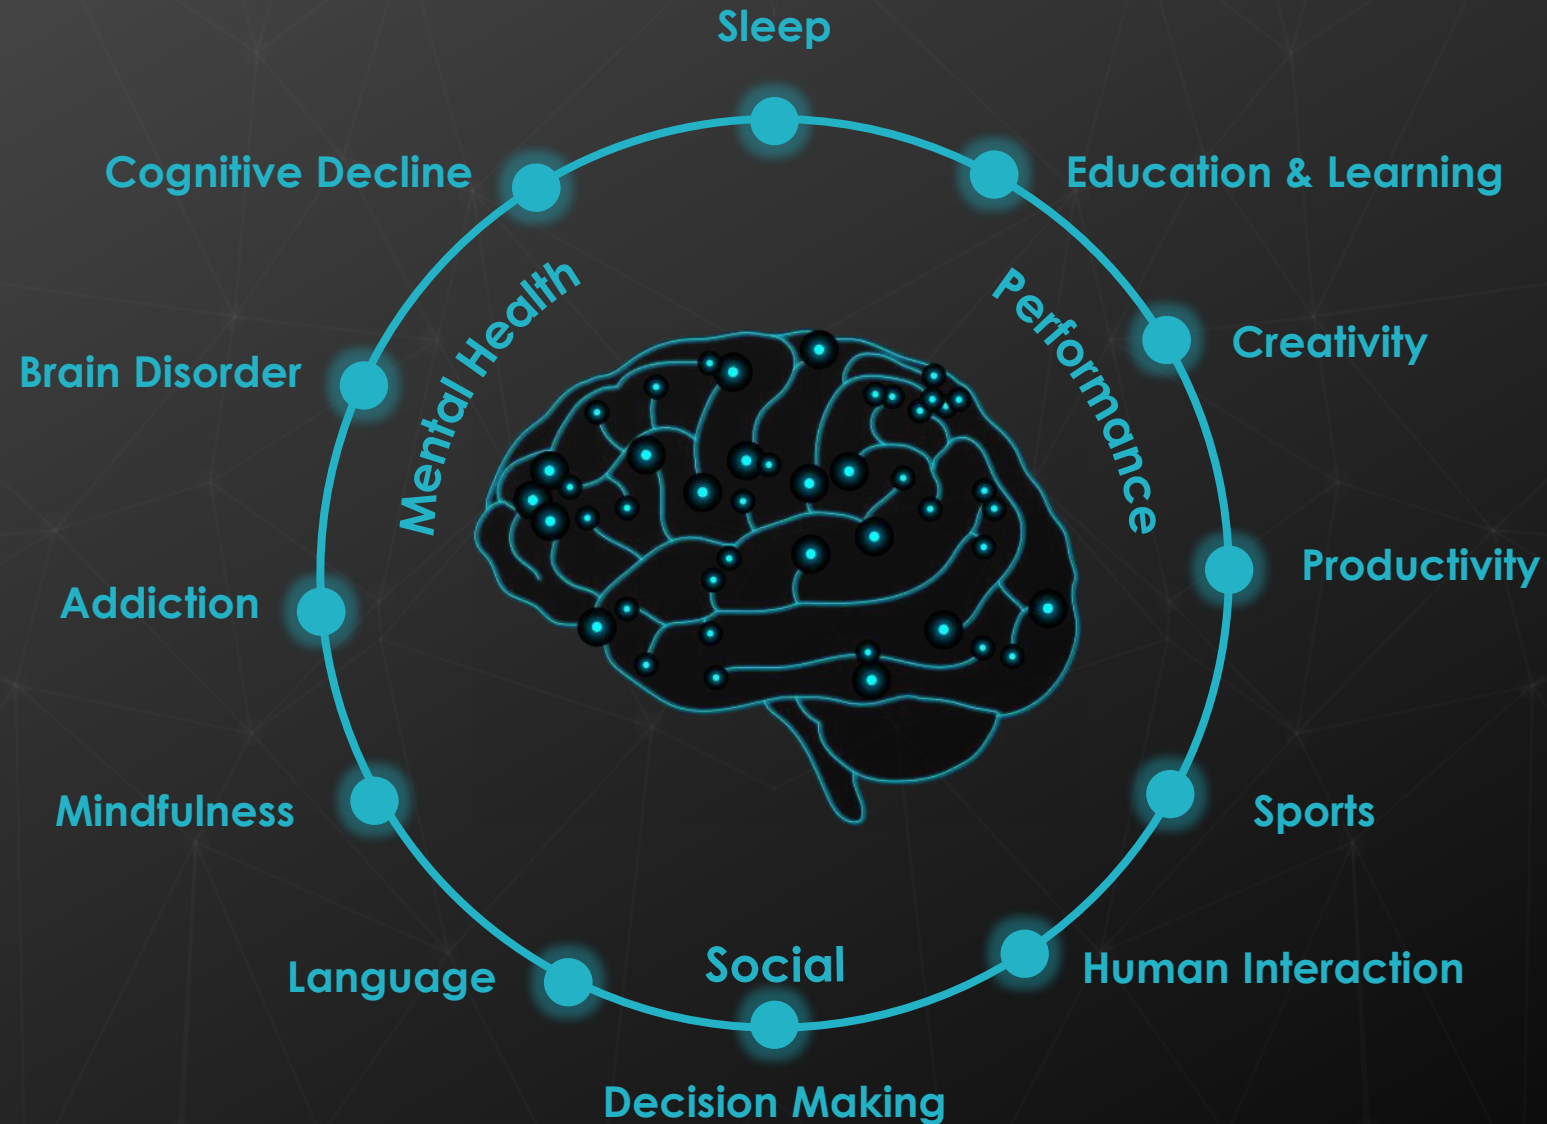 Sleep
Cognitive Decline
Education & Learning
Mental Health
Performance
Creativity
Brain Disorder
Productivity
Addiction
Mindfulness
Sports
Social
Language
Human Interaction
Decision Making